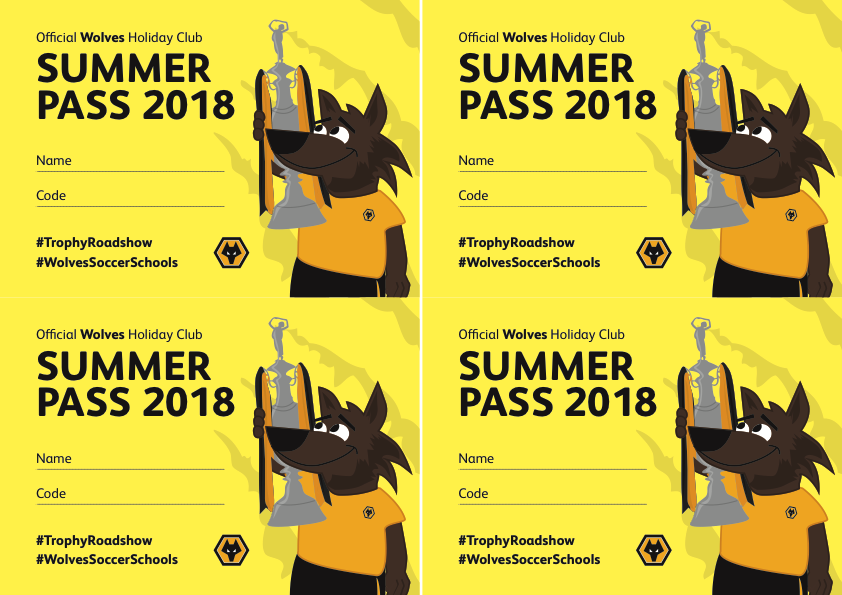 Official Wolves Holiday Club
SUMMER
PASS 2018
Name
Code
#TrophyRoadshow
#WolvesSoccerSchools
Official Wolves Holiday Club
SUMMER
PASS 2018
Name
Code
#TrophyRoadshow
#WolvesSoccerSchools
Official Wolves Holiday Club
SUMMER
PASS 2018
Name
Code
#TrophyRoadshow
#WolvesSoccerSchools
Official Wolves Holiday Club
SUMMER
PASS 2018
Name
Code
#TrophyRoadshow
#WolvesSoccerSchools